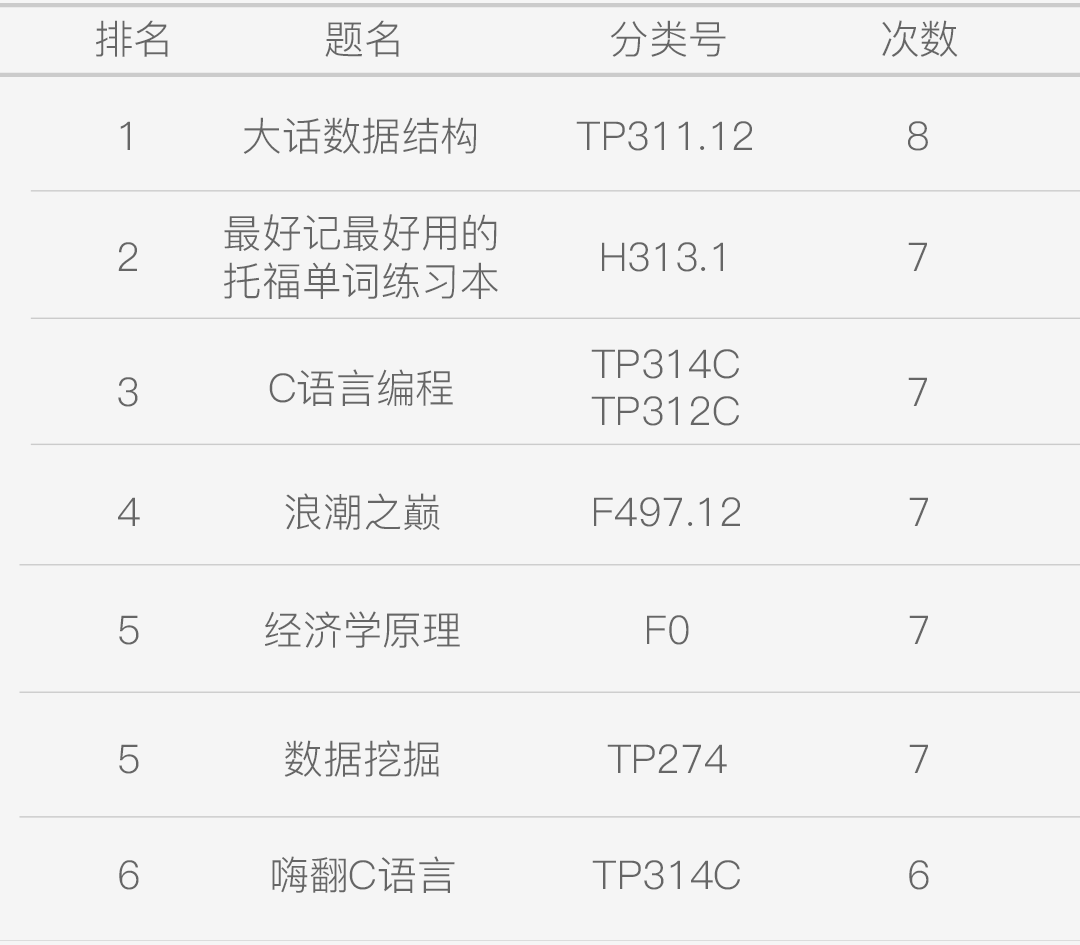 排名 题名 分类号 次数
1 大话数据结构 TP311.12 8
最好记最好用的
2 H313.1 7
托福单词练习本
TP314C
3 C语言编程 7
TP312C
4 浪潮之巅 F497.12 7
5 经济学原理 F0 7
5 数据挖掘 TP274 7
6 嗨翻C语言 TP314C 6